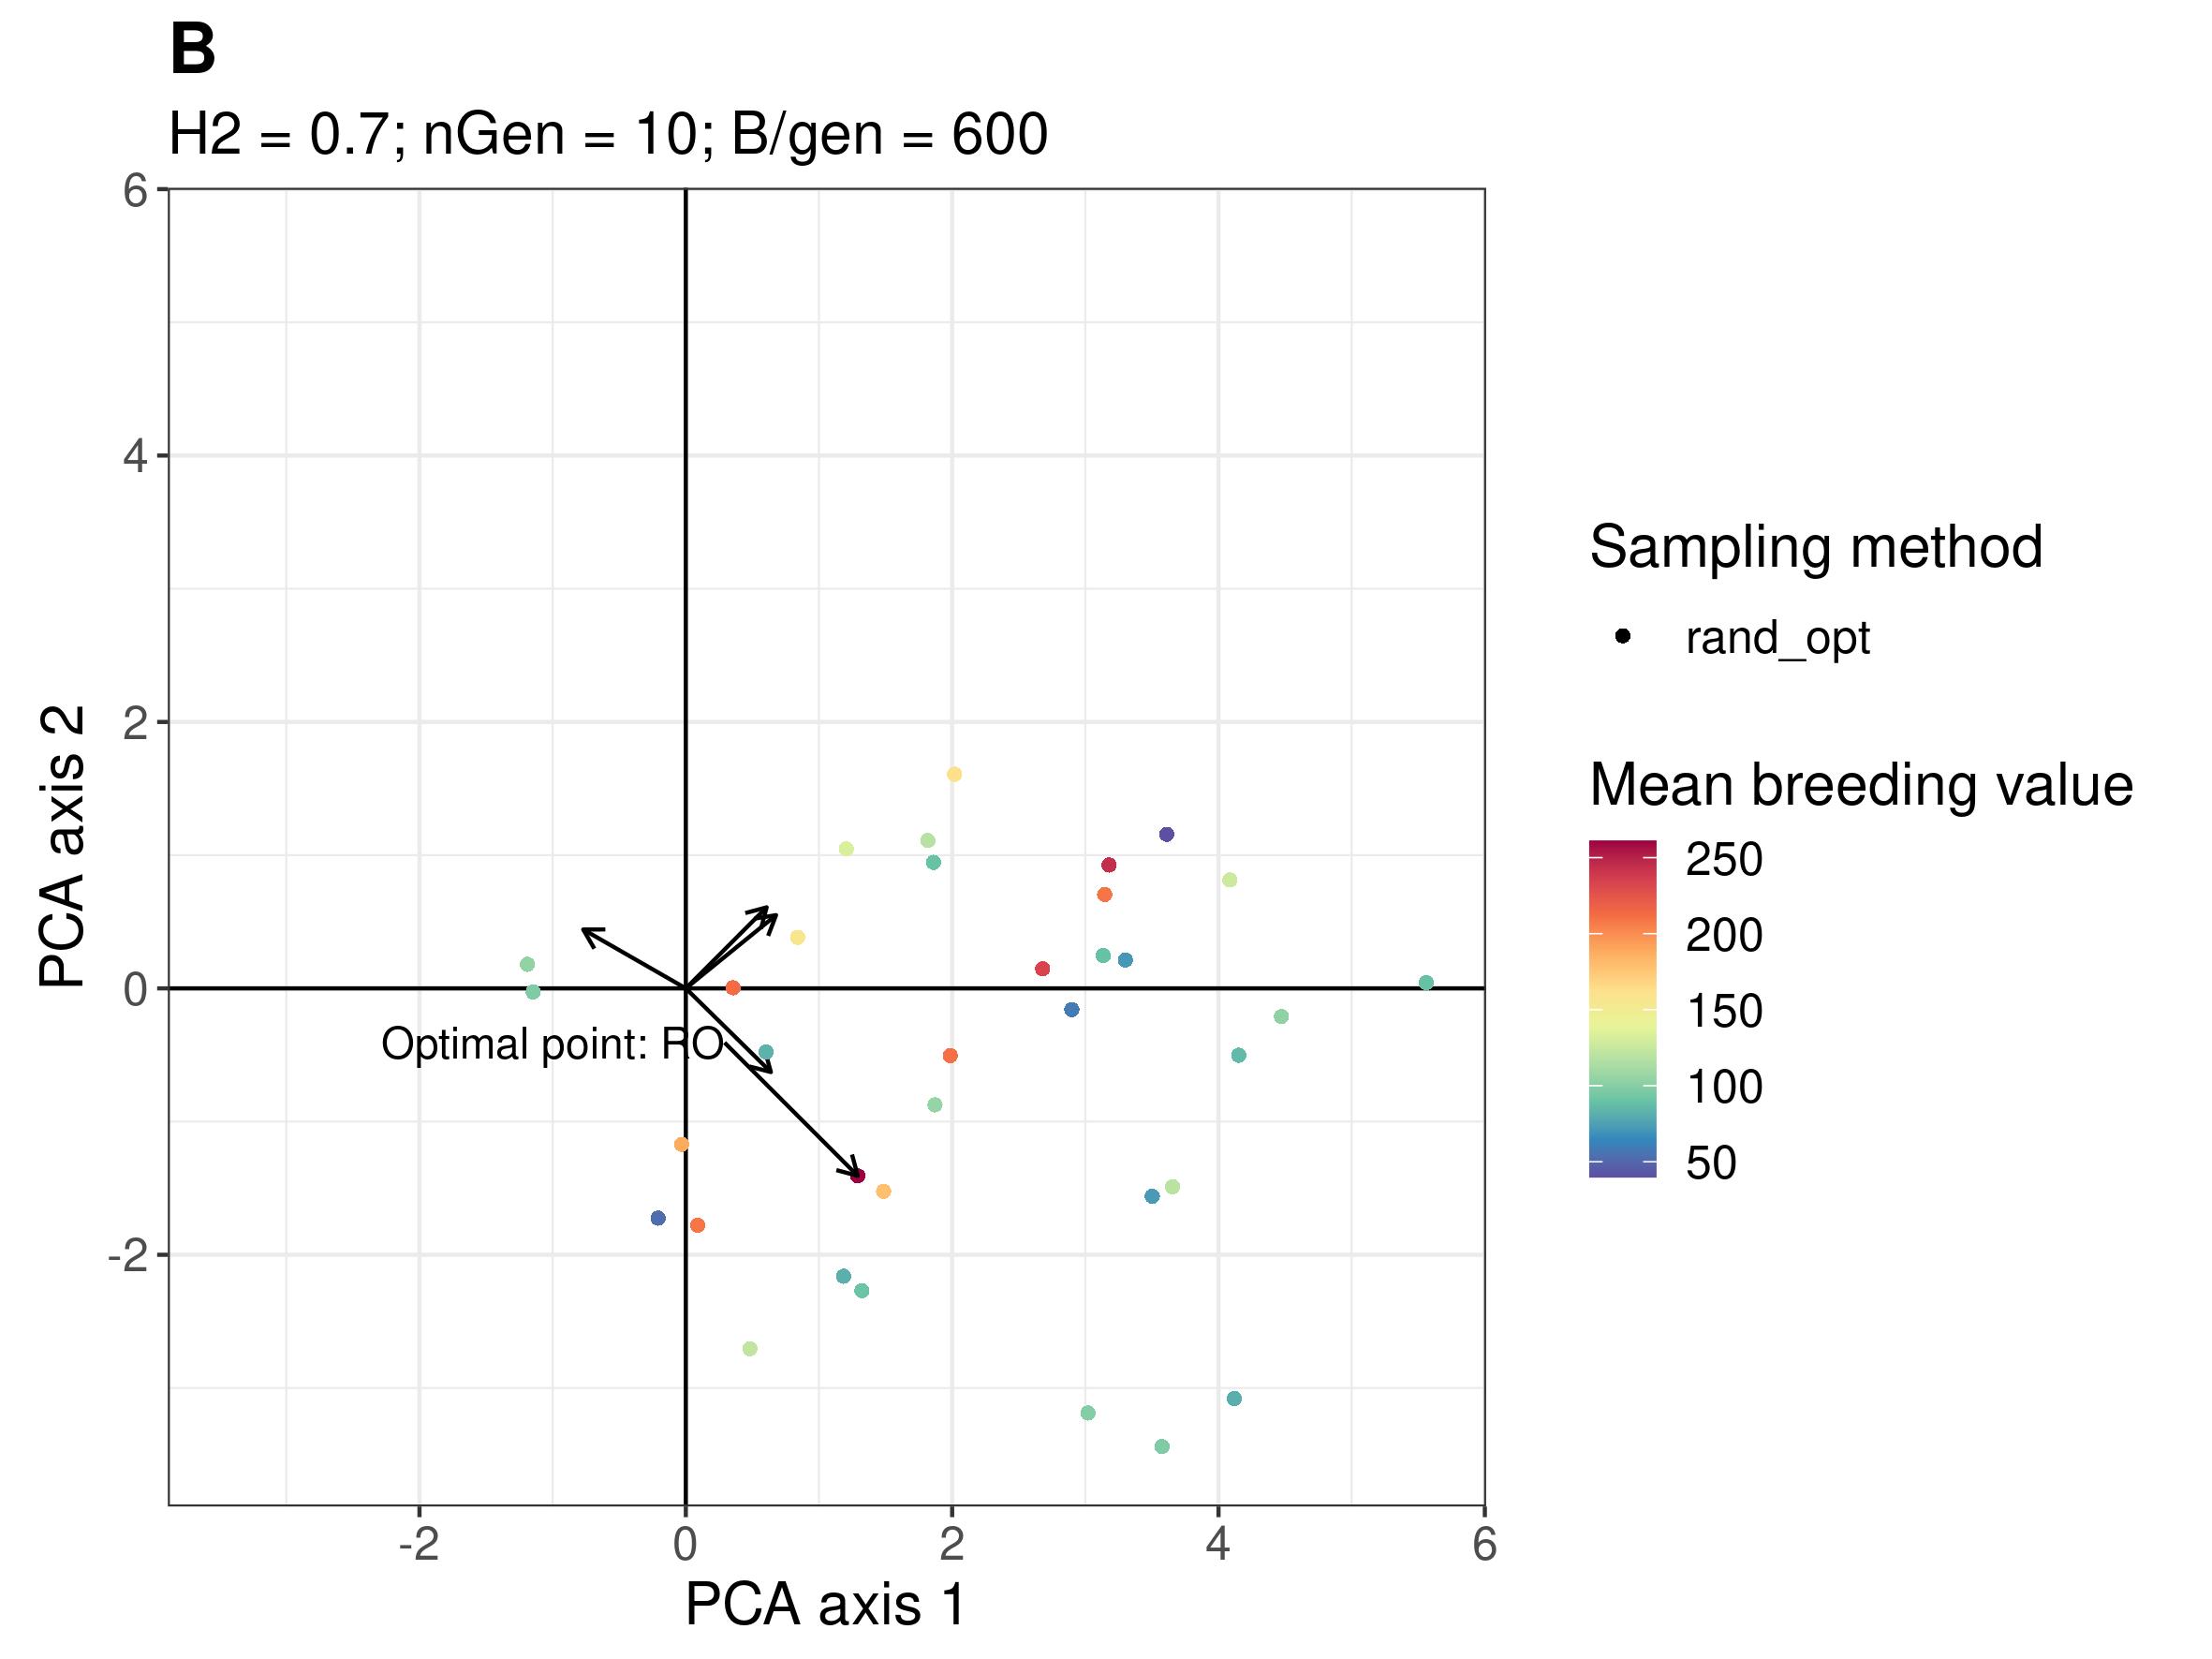 B
H2 = 0.7; nGen = 10; B/gen = 600
6
4
2
0
-2
PCA axis 2
Optimal point: RO
-2
0
2
4
6
PCA axis 1
Sampling method
rand_opt
Mean breeding value
250
200
150
100
50